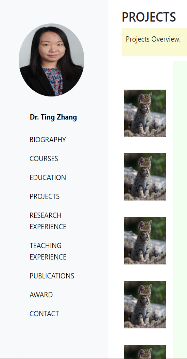 PROJECTS
Projects Overview.
Dr. Ting Zhang
BIOGRAPHY
COURSES
EDUCATION
PROJECTS
RESEARCH
EXPERIENCE
TEACHING
EXPERIENCE
PUBLICATIONS
AWARD
CONTACT